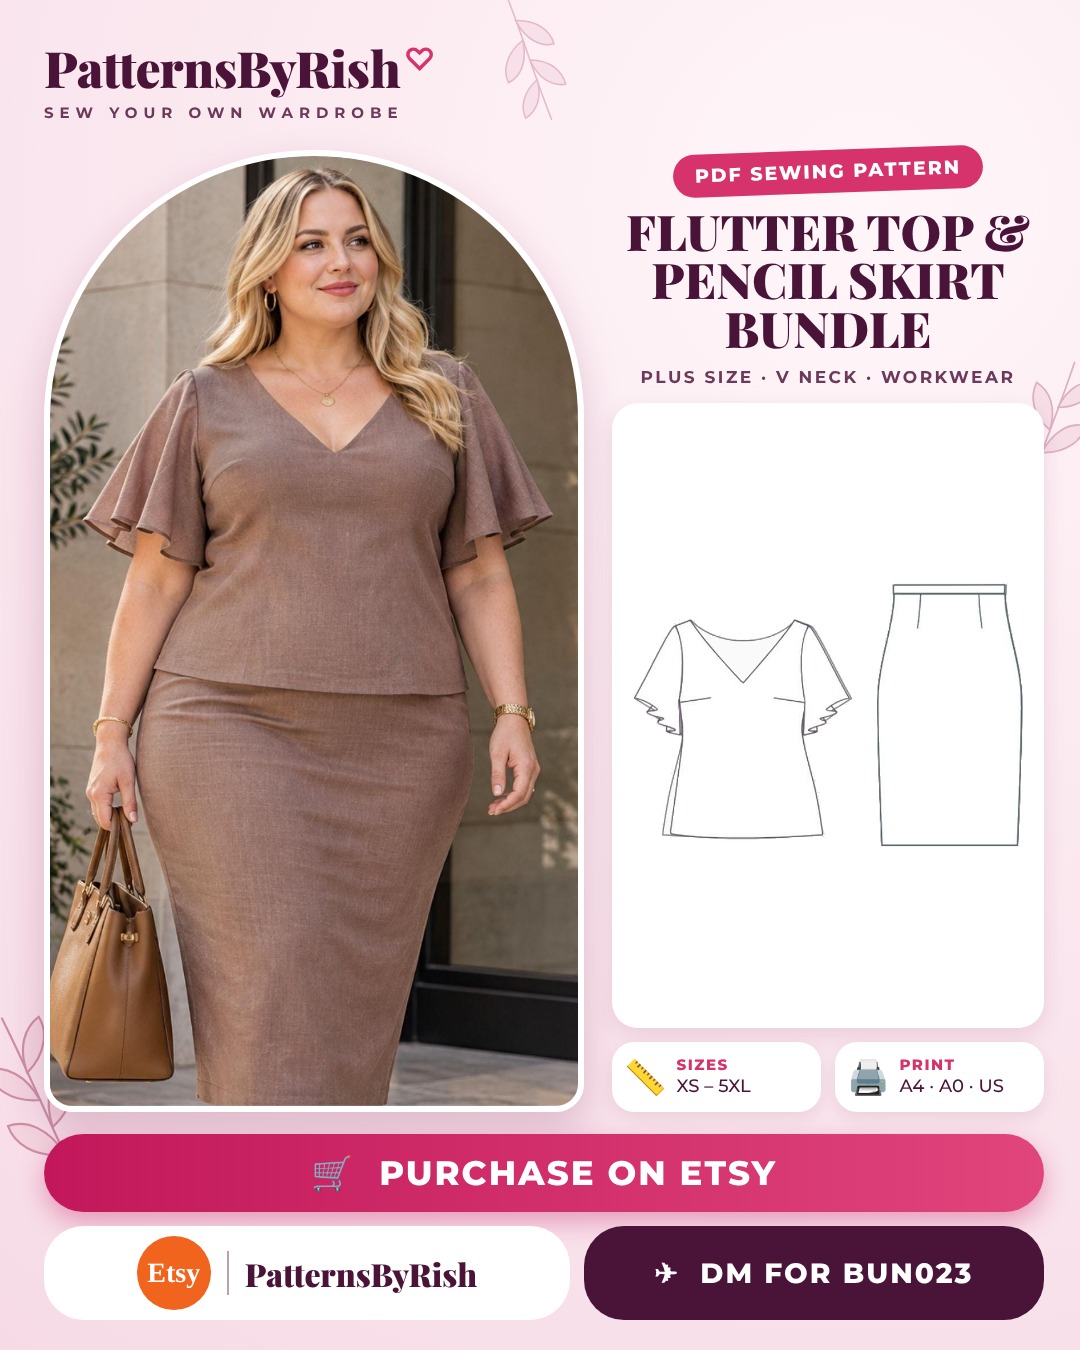 PatternsByRish
SEW YOUR OWN WARDROBE
PDF SEWING PATTERN
FLUTTER TOP &
PENCIL SKIRT
BUNDLE
PLUS SIZE · V NECK · WORKWEAR
SIZES
XS – 5XL
PRINT
A4 · A0 · US
PURCHASE ON ETSY
Etsy
PatternsByRish
DM FOR BUN023